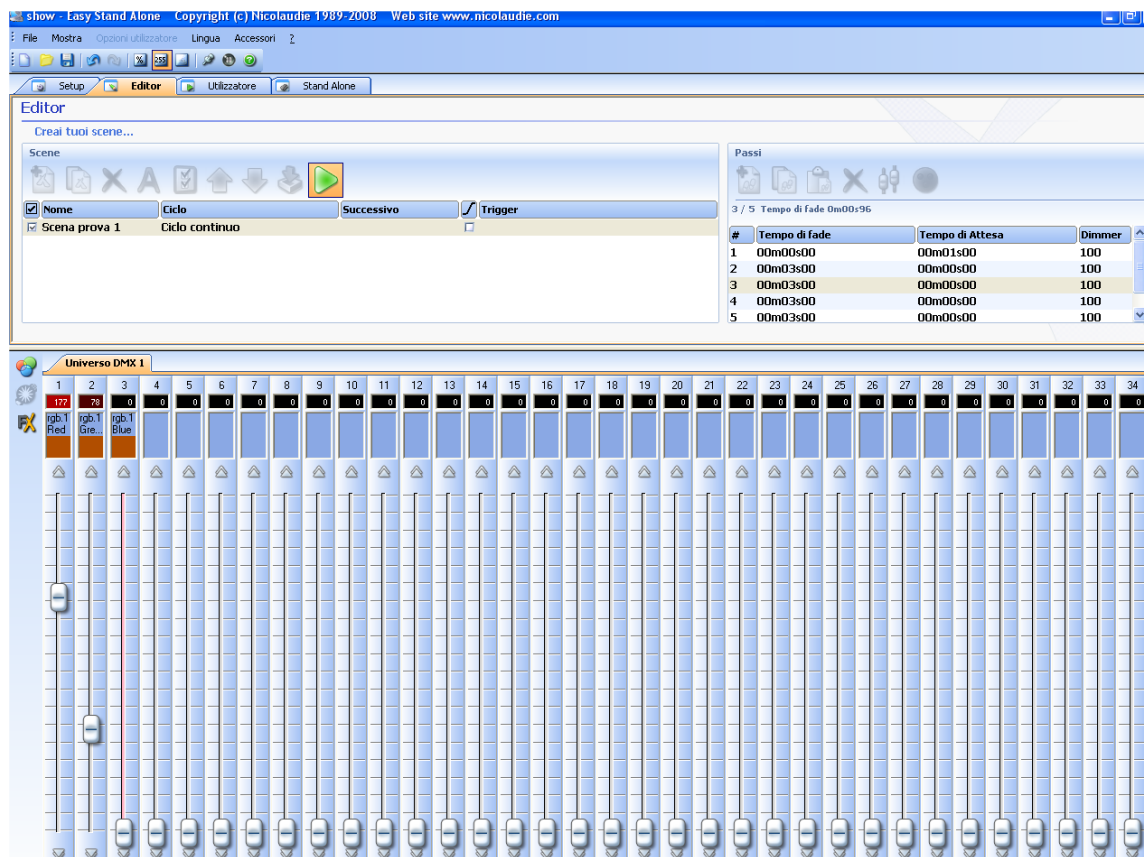 show - Easy Stand Alone Copyright (c) Nicolaudie 1989-2008 Web site www.nicolaudie.com
File Mostra Opzioni utilizzatore Lingua Accessori ?
% 255
Setup Editor Utilizzatore Stand Alone
Editor
Creai tuoi scene...
Scene
Nome Ciclo Successivo Trigger
Scena prova 1 Ciclo continuo
Passi
3 / 5 Tempo di fade 0m00s96
# Tempo di fade Tempo di Attesa Dimmer
1 00m00s00 00m01s00 100
2 00m03s00 00m00s00 100
3 00m03s00 00m00s00 100
4 00m03s00 00m00s00 100
5 00m03s00 00m00s00 100
Universo DMX 1
1 2 3 4 5 6 7 8 9 10 11 12 13 14 15 16 17 18 19 20 21 22 23 24 25 26 27 28 29 30 31 32 33 34
177 78 0 0 0 0 0 0 0 0 0 0 0 0 0 0 0 0 0 0 0 0 0 0 0 0 0 0 0 0 0 0 0 0
FX rgb.1 rgb.1 rgb.1
Red Gre... Blue